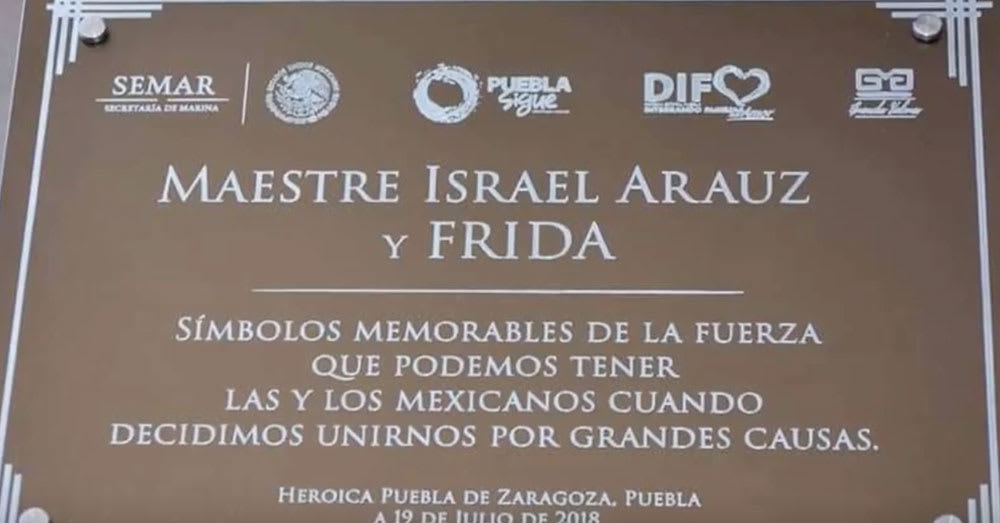 SEMAR
SECRETARÍA DE MARINA
PUEBLA
Sigue
DIF
MAESTRE ISRAEL ARAUZ
Y FRIDA
SÍMBOLOS MEMORABLES DE LA FUERZA
QUE PODEMOS TENER
LAS Y LOS MEXICANOS CUANDO
DECIDIMOS UNIRNOS POR GRANDES CAUSAS.
HEROICA PUEBLA DE ZARAGOZA, PUEBLA
A 19 DE JULIO DE 2018